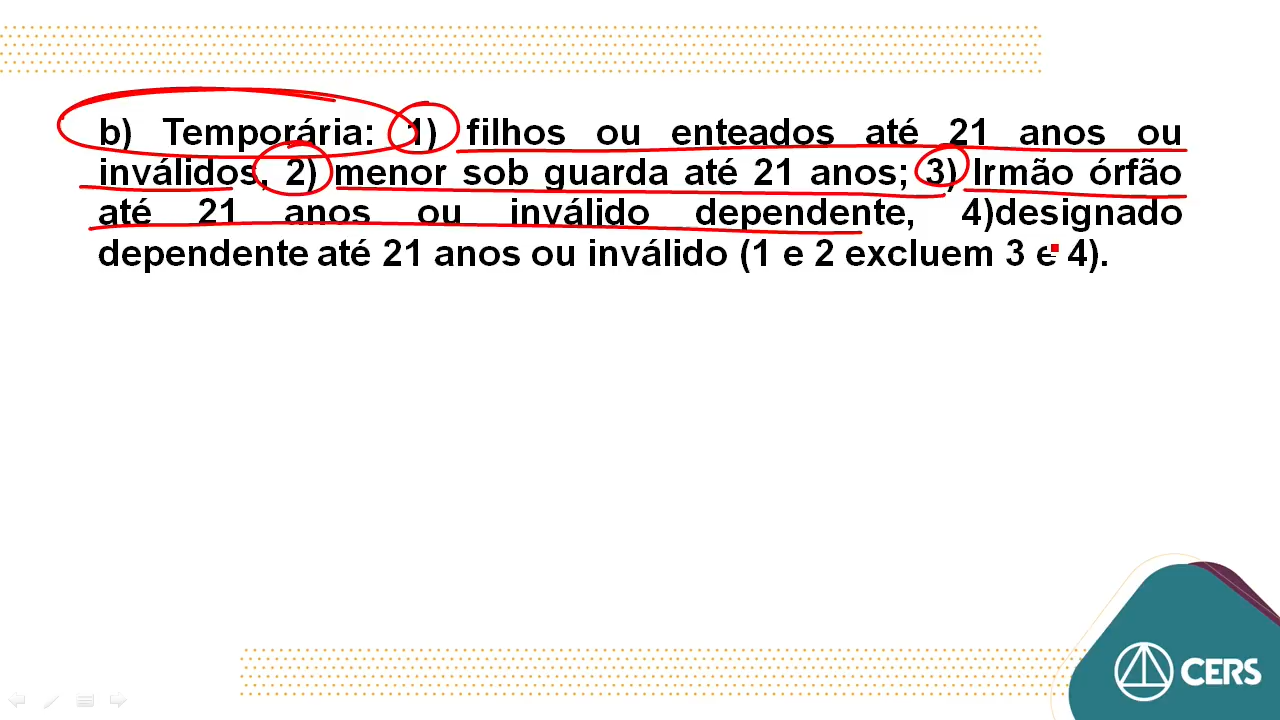 b) Temporária: 1) filhos ou enteados até 21 anos ou
inválidos, 2) menor sob guarda até 21 anos; 3) Irmão órfão
até 21 anos ou inválido dependente, 4)designado
dependente até 21 anos ou inválido (1 e 2 excluem 3 e 4).
CERS